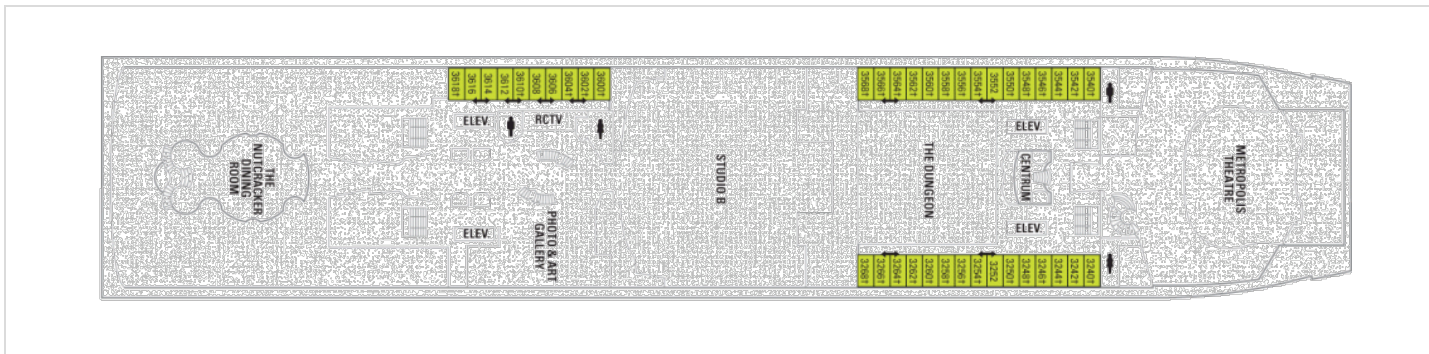 3618†
3616
3614
3612
3610†
3608
3606
3604†
3602†
3600†
3568†
3566†
3564†
3562†
3560†
3558†
3556†
3554†
3552
3550†
3548†
3546†
3544†
3542†
3540†
ELEV.
RCTV
ELEV.
THE
NUTCRACKER
DINING
ROOM
STUDIO B
THE DUNGEON
CENTRUM
METROPOLIS
THEATRE
ELEV.
PHOTO & ART
GALLERY
ELEV.
3268†
3266†
3264†
3262†
3260†
3258†
3256†
3254†
3252
3250†
3248†
3246†
3244†
3242†
3240†